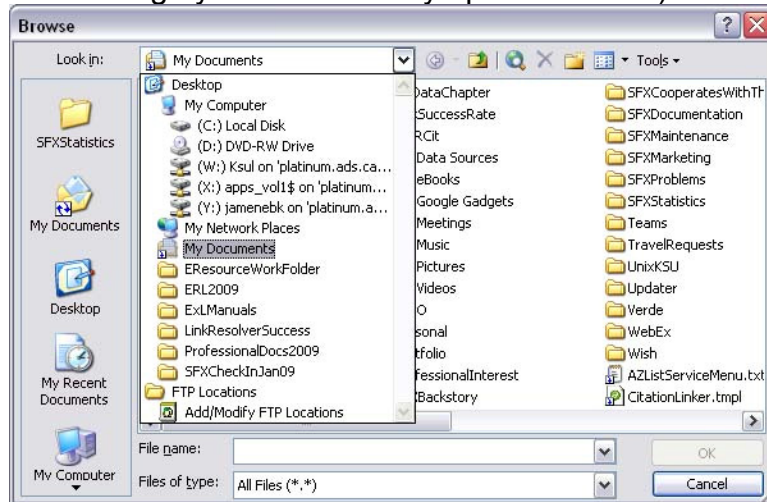 Browse
Look in:
My Documents
Tools
SFXStatistics
My Documents
Desktop
My Recent
Documents
My Computer
Desktop
My Computer
(C:) Local Disk
(D:) DVD-RW Drive
(W:) Ksul on 'platinum.ads.ca...
(X:) apps_vol1$ on 'platinum...
(Y:) jamenebk on 'platinum.a...
My Network Places
My Documents
EResourceWorkFolder
ERL2009
ExLManuals
LinkResolverSuccess
ProfessionalDocs2009
SFXCheckInJan09
FTP Locations
Add/Modify FTP Locations
DataChapter
SuccessRate
RCit
Data Sources
eBooks
Google Gadgets
Meetings
Music
Pictures
Videos
O
sonal
tfolio
fessionalInterest
Backstory
SFXCooperatesWithTh
SFXDocumentation
SFXMaintenance
SFXMarketing
SFXProblems
SFXStatistics
Teams
TravelRequests
UnixKSU
Updater
Verde
WebEx
Wish
AZListServiceMenu.txt
CitationLinker.tmpl
File name:
OK
Files of type:
All Files (*.*)
Cancel